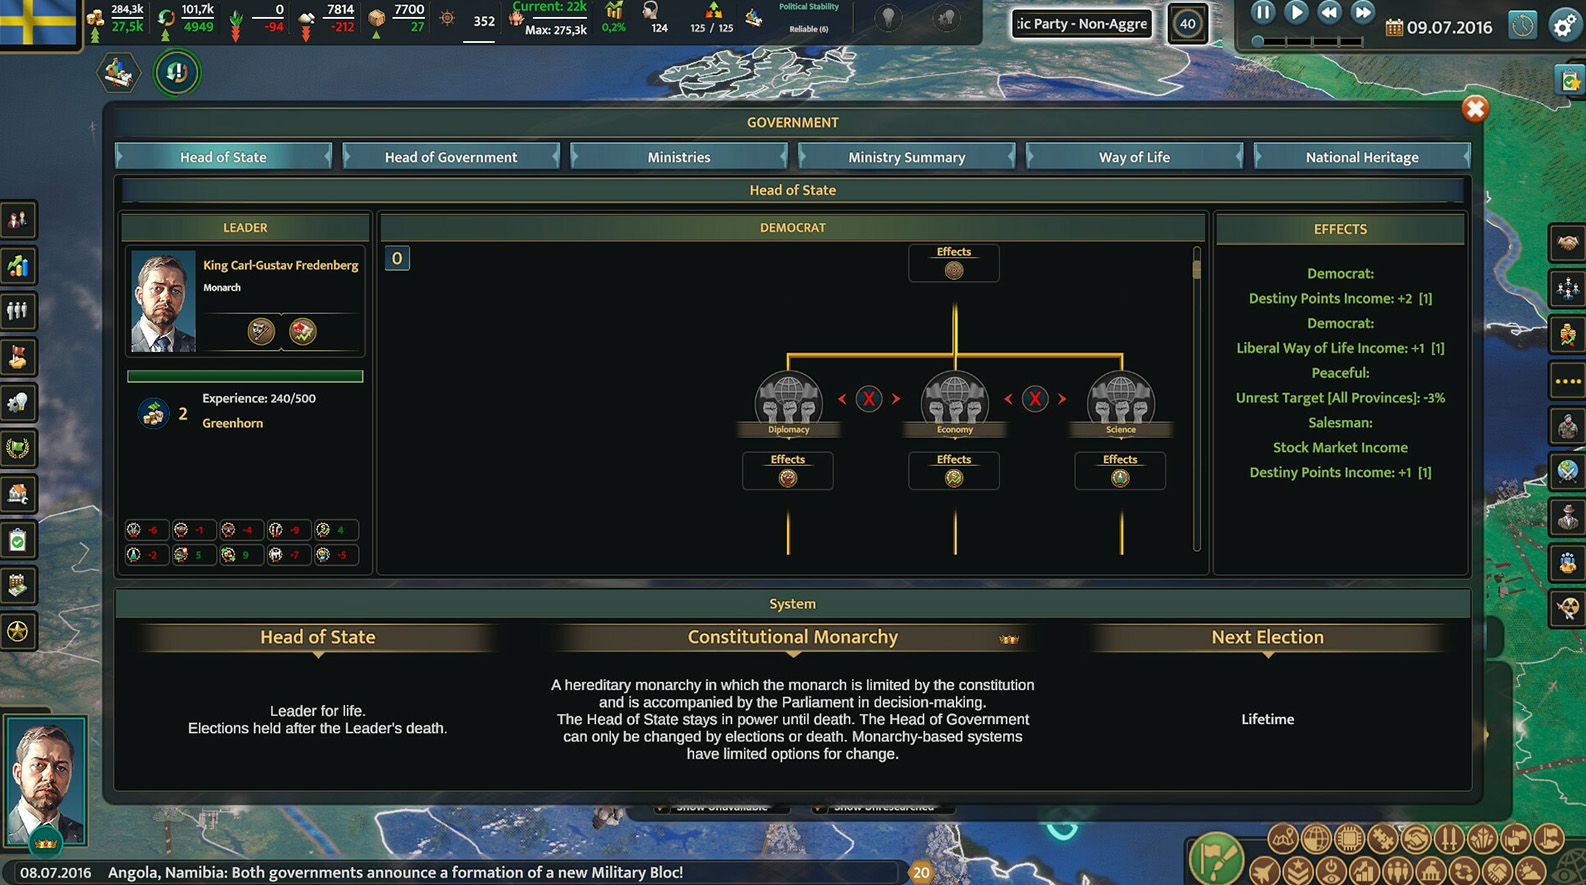 284,3k
27,5k
101,7k
4949
0
-94
7814
-212
7700
27
352
Current: 22k
Max: 275,3k
0,2%
124
125 / 125
Political Stability
Reliable (6)
:ic Party - Non-Aggre
40
09.07.2016
GOVERNMENT
Head of State
Head of Government
Ministries
Ministry Summary
Way of Life
National Heritage
Head of State
LEADER
King Carl-Gustav Fredenberg
Monarch
2
Experience: 240/500
Greenhorn
-6
-1
-4
-9
4
-2
5
9
-7
-5
DEMOCRAT
0
Effects
X
X
Diplomacy
Economy
Science
Effects
Effects
Effects
EFFECTS
Democrat:
Destiny Points Income: +2 [1]
Democrat:
Liberal Way of Life Income: +1 [1]
Peaceful:
Unrest Target [All Provinces]: -3%
Salesman:
Stock Market Income
Destiny Points Income: +1 [1]
System
Head of State
Leader for life.
Elections held after the Leader's death.
Constitutional Monarchy
A hereditary monarchy in which the monarch is limited by the constitution
and is accompanied by the Parliament in decision-making.
The Head of State stays in power until death. The Head of Government
can only be changed by elections or death. Monarchy-based systems
have limited options for change.
Next Election
Lifetime
Show Unavailable
Show Unresearched
08.07.2016
Angola, Namibia: Both governments announce a formation of a new Military Bloc!
20